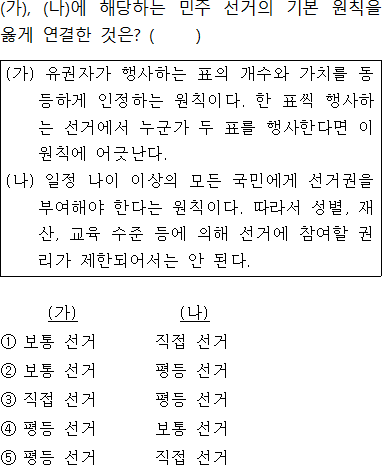 (가), (나)에 해당하는 민주 선거의 기본 원칙을
옳게 연결한 것은? (    )
(가) 유권자가 행사하는 표의 개수와 가치를 동
등하게 인정하는 원칙이다. 한 표씩 행사하
는 선거에서 누군가 두 표를 행사한다면 이
원칙에 어긋난다.
(나) 일정 나이 이상의 모든 국민에게 선거권을
부여해야 한다는 원칙이다. 따라서 성별, 재
산, 교육 수준 등에 의해 선거에 참여할 권
리가 제한되어서는 안 된다.
(가) (나)
① 보통 선거 직접 선거
② 보통 선거 평등 선거
③ 직접 선거 평등 선거
④ 평등 선거 보통 선거
⑤ 평등 선거 직접 선거